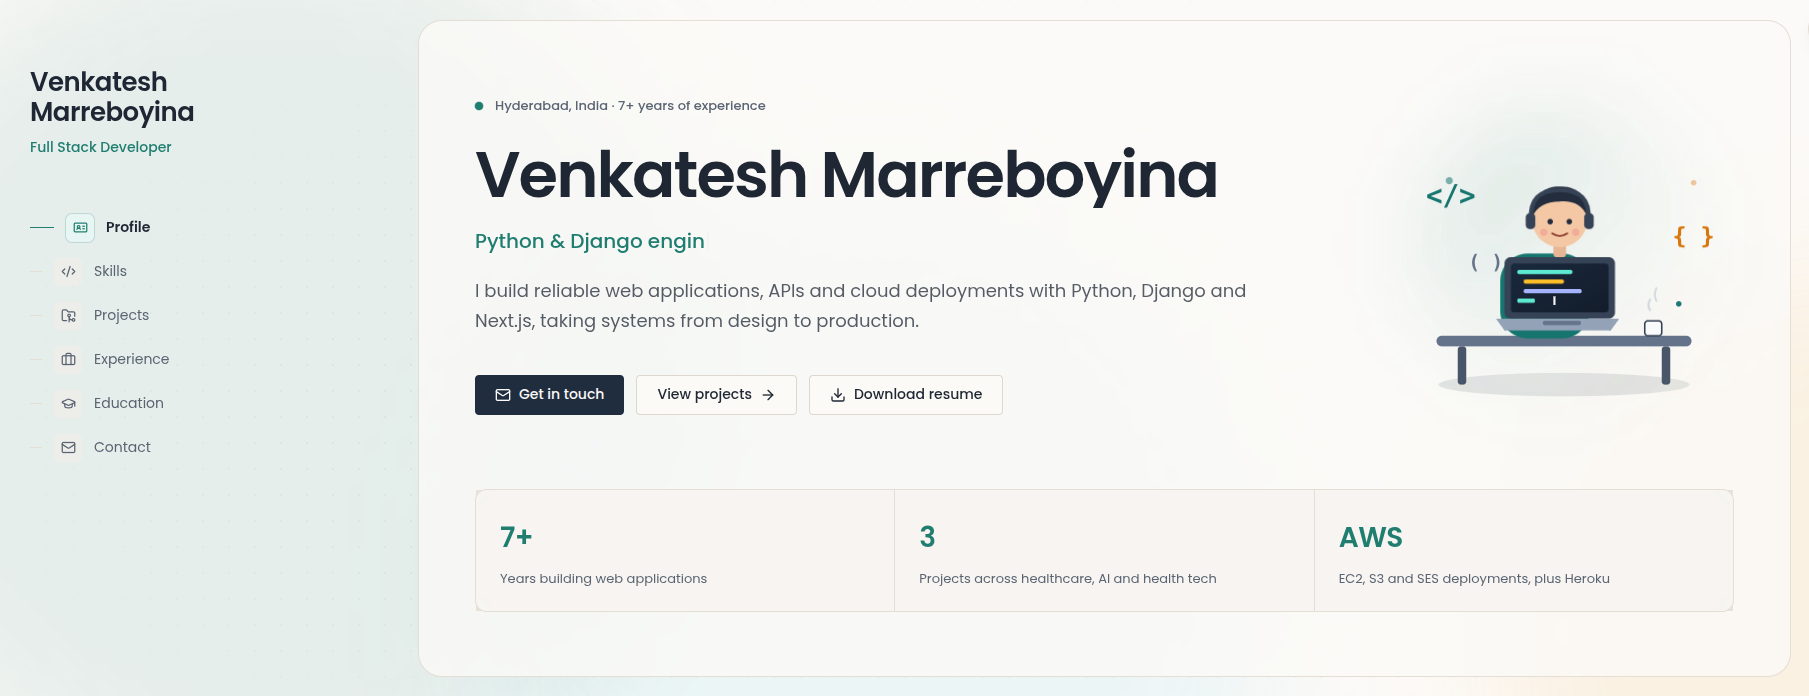 Venkatesh
Marreboyina
Full Stack Developer
Profile
Skills
Projects
Experience
Education
Contact
Hyderabad, India · 7+ years of experience
Venkatesh Marreboyina
Python & Django engin
I build reliable web applications, APIs and cloud deployments with Python, Django and
Next.js, taking systems from design to production.
Get in touch
View projects →
Download resume
</>
{ }
( )
7+
Years building web applications
3
Projects across healthcare, AI and health tech
AWS
EC2, S3 and SES deployments, plus Heroku